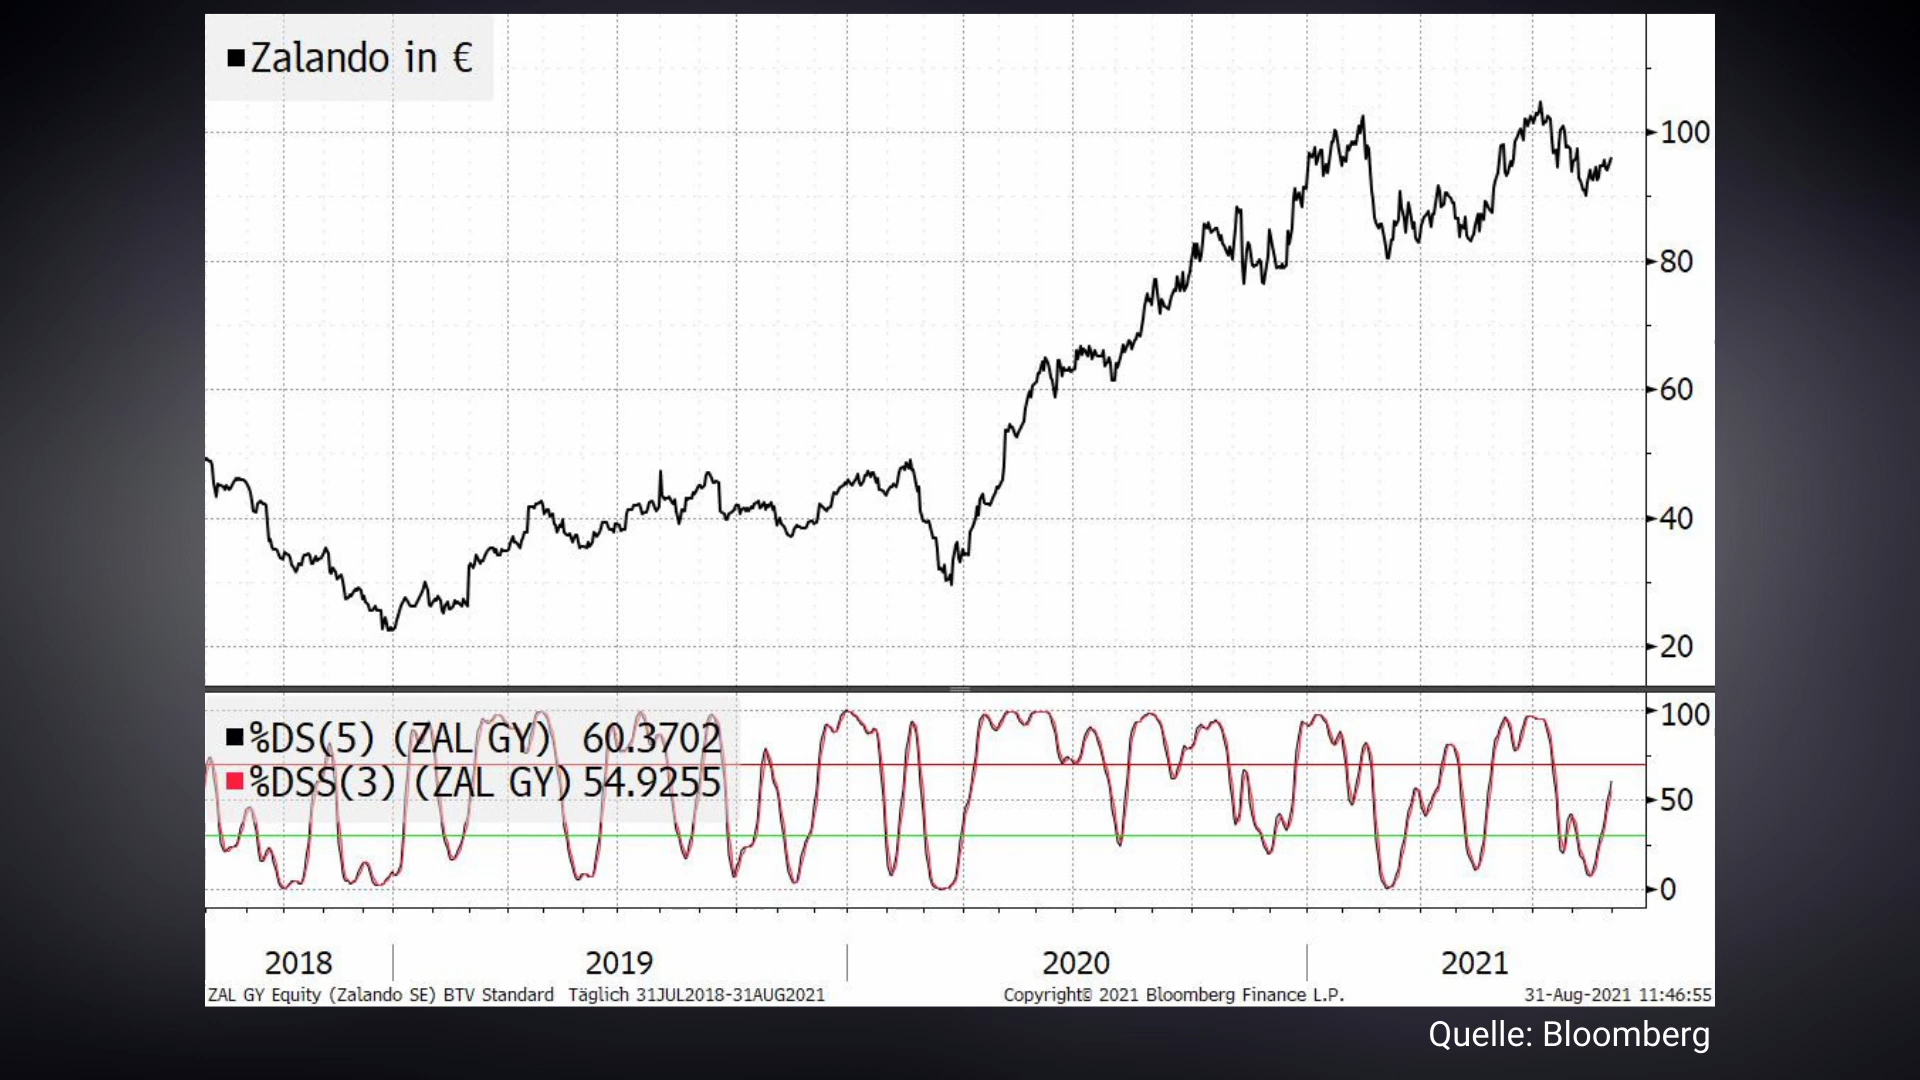 Zalando in €
100
80
60
40
20
%DS(5) (ZAL GY) 60.3702
%DSS(3) (ZAL GY) 54.9255
100
50
0
2018 2019 2020 2021
ZAL GY Equity (Zalando SE) BTV Standard Täglich 31JUL2018-31AUG2021 Copyright© 2021 Bloomberg Finance L.P. 31-Aug-2021 11:46:55
Quelle: Bloomberg